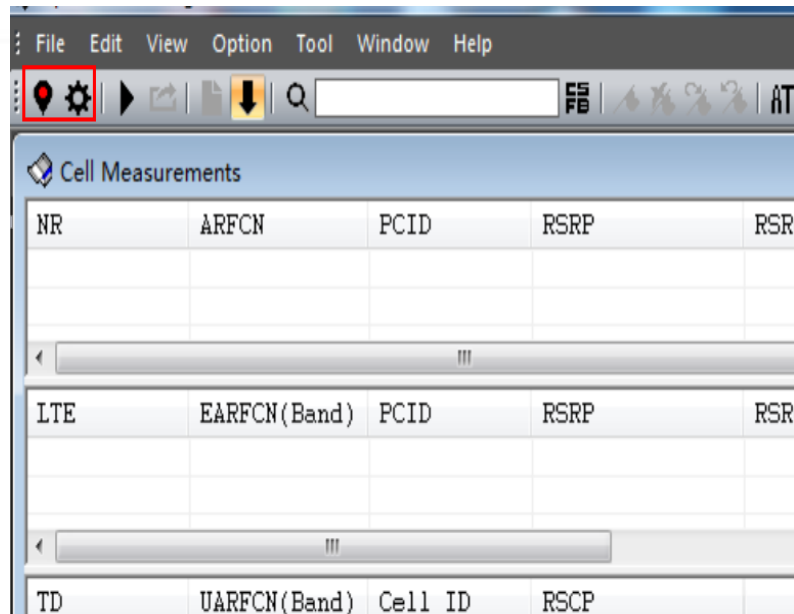 File Edit View Option Tool Window Help
CS FB AT
Cell Measurements
NR ARFCN PCID RSRP RSR
LTE EARFCN(Band) PCID RSRP RSR
TD UARFCN(Band) Cell ID RSCP